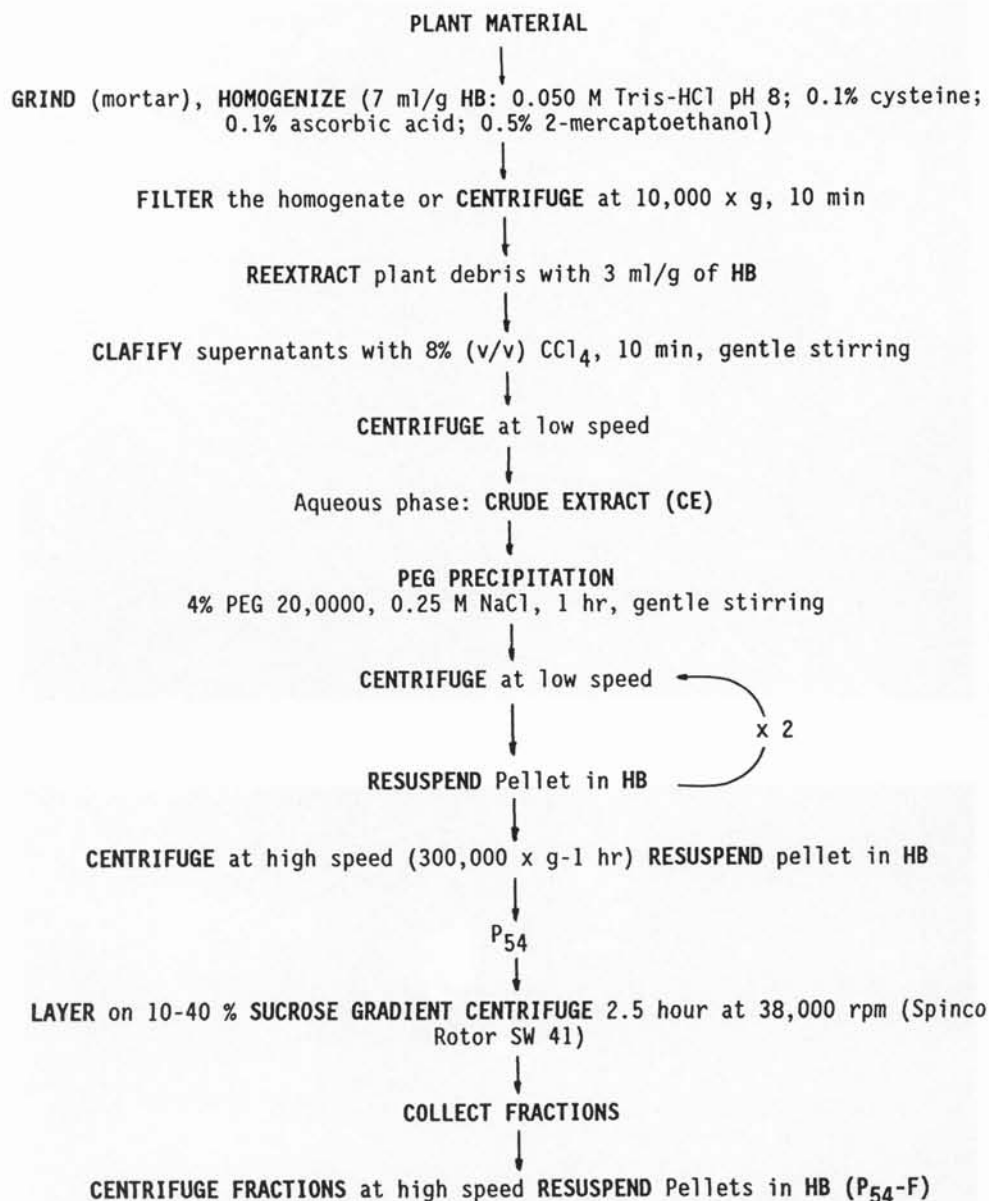 PLANT MATERIAL
GRIND (mortar), HOMOGENIZE (7 ml/g HB: 0.050 M Tris-HCl pH 8; 0.1% cysteine;
0.1% ascorbic acid; 0.5% 2-mercaptoethanol)
FILTER the homogenate or CENTRIFUGE at 10,000 x g, 10 min
REEXTRACT plant debris with 3 ml/g of HB
CLAFIFY supernatants with 8% (v/v) CCl4, 10 min, gentle stirring
CENTRIFUGE at low speed
Aqueous phase: CRUDE EXTRACT (CE)
PEG PRECIPITATION
4% PEG 20,0000, 0.25 M NaCl, 1 hr, gentle stirring
CENTRIFUGE at low speed
x 2
RESUSPEND Pellet in HB
CENTRIFUGE at high speed (300,000 x g-1 hr) RESUSPEND pellet in HB
P54
LAYER on 10-40 % SUCROSE GRADIENT CENTRIFUGE 2.5 hour at 38,000 rpm (Spinco
Rotor SW 41)
COLLECT FRACTIONS
CENTRIFUGE FRACTIONS at high speed RESUSPEND Pellets in HB (P54-F)